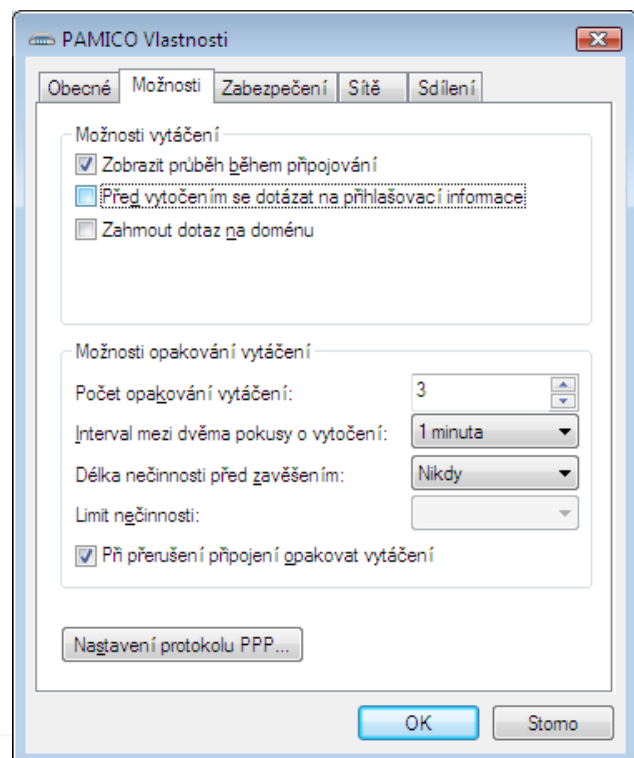 PAMICO Vlastnosti
Obecné Možnosti Zabezpečení Sítě Sdílení
Možnosti vytáčení
Zobrazit průběh během připojování
Před vytočením se dotázat na přihlašovací informace
Zahrnout dotaz na doménu
Možnosti opakování vytáčení
Počet opakování vytáčení: 3
Interval mezi dvěma pokusy o vytočení: 1 minuta
Délka nečinnosti před zavěšením: Nikdy
Limit nečinnosti:
Při přerušení připojení opakovat vytáčení
Nastavení protokolu PPP...
OK Storno